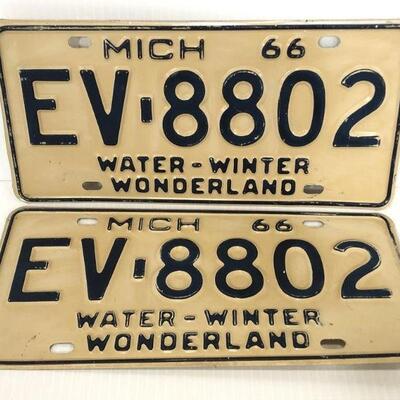 MICH 66
EV-8802
WATER-WINTER
WONDERLAND
MICH 66
EV-8802
WATER-WINTER
WONDERLAND